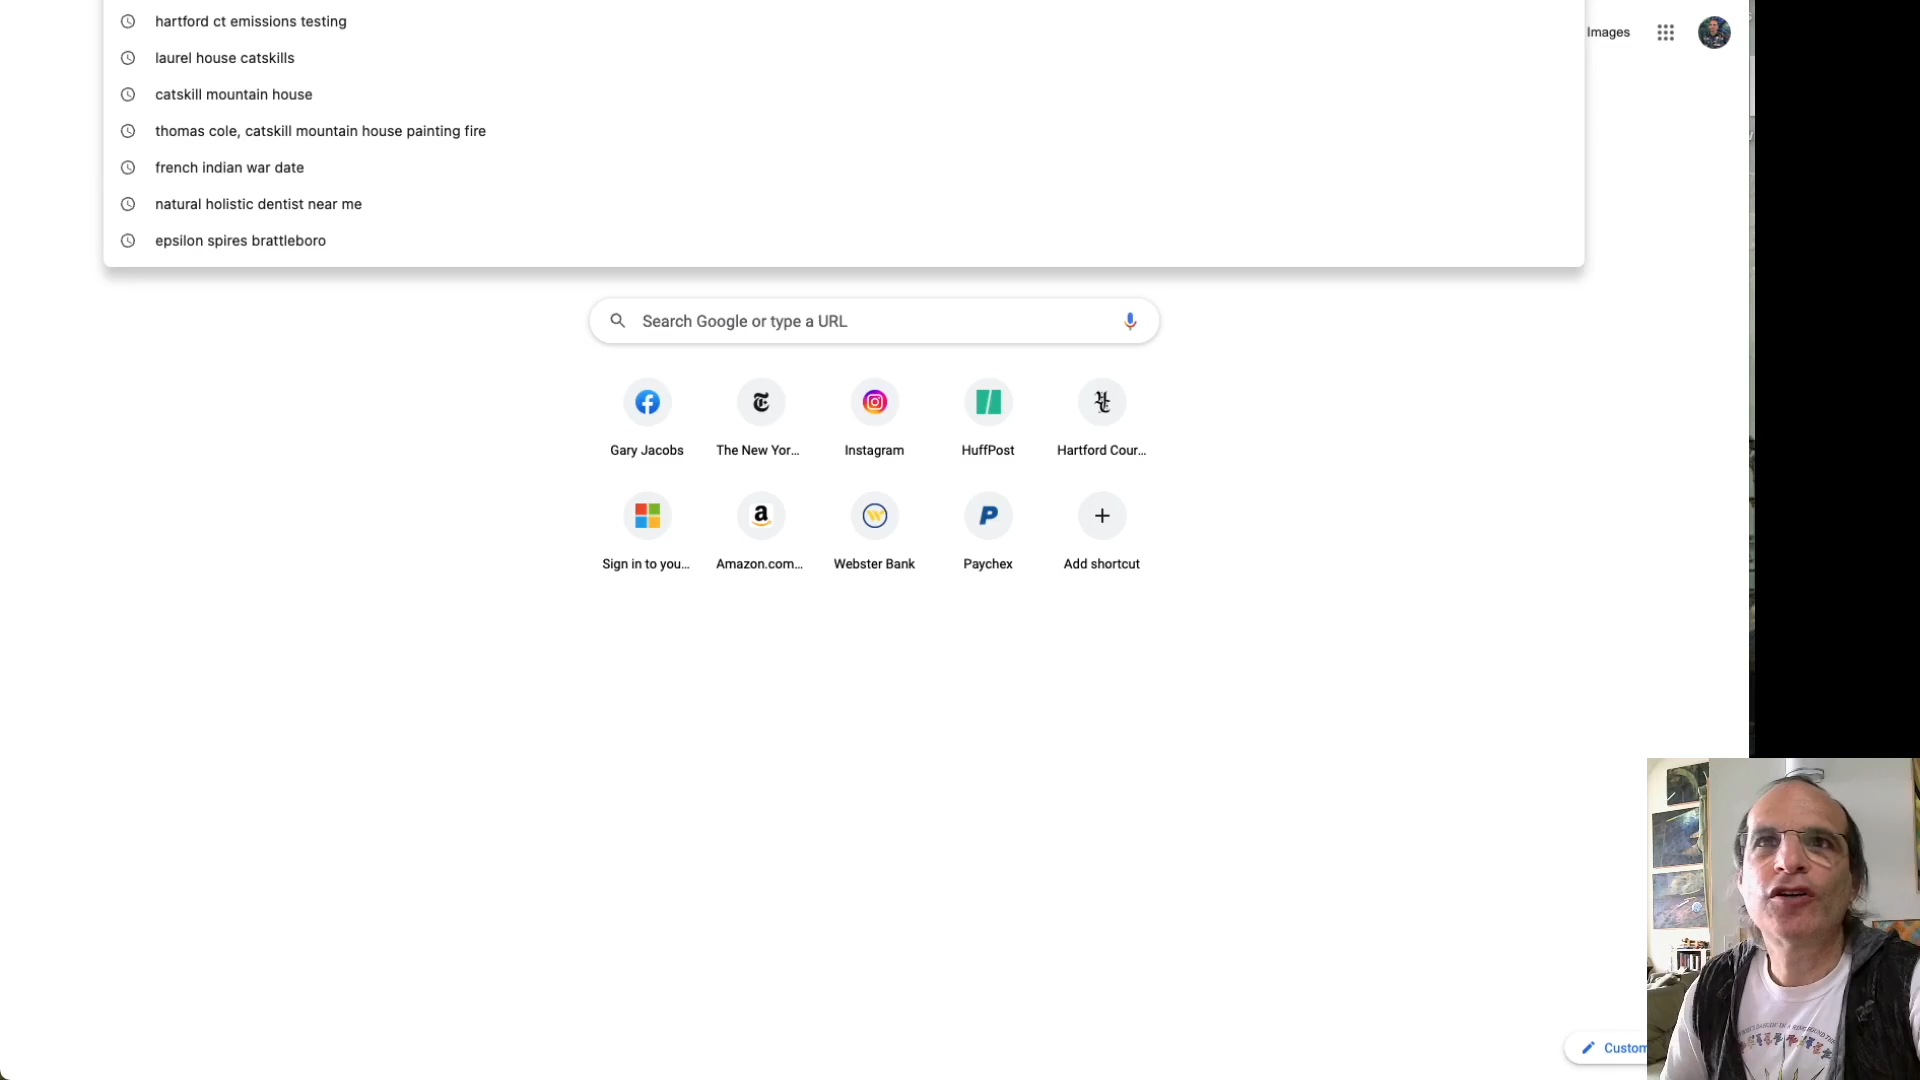 hartford ct emissions testing
Images
laurel house catskills
catskill mountain house
thomas cole, catskill mountain house painting fire
french indian war date
natural holistic dentist near me
epsilon spires brattleboro
Search Google or type a URL
Gary Jacobs
The New Yor...
Instagram
HuffPost
Hartford Cour...
Sign in to you...
Amazon.com...
Webster Bank
Paychex
Add shortcut
Custom